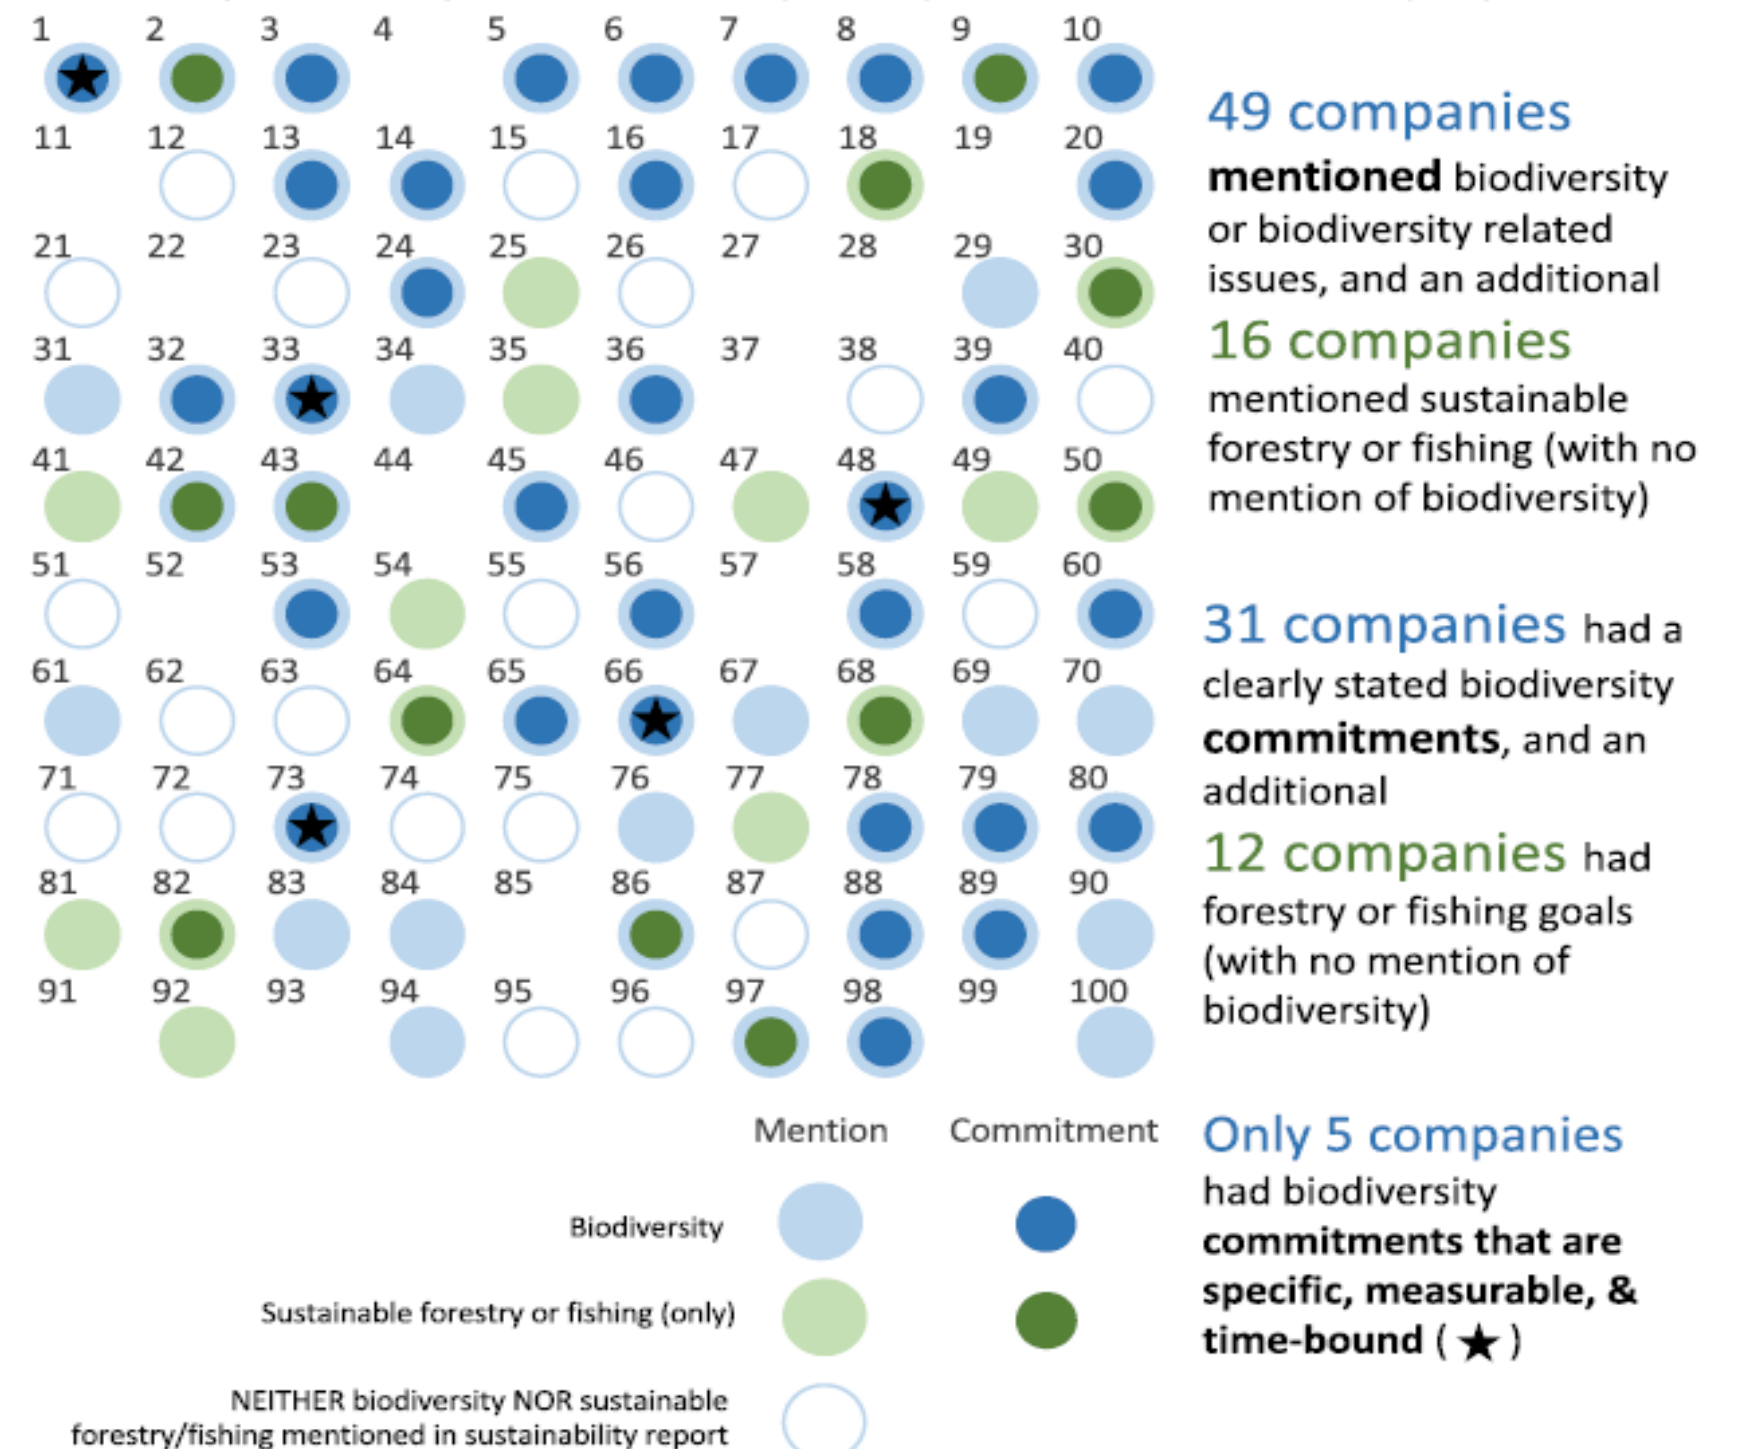 1 2 3 4 5 6 7 8 9 10
11 12 13 14 15 16 17 18 19 20
21 22 23 24 25 26 27 28 29 30
31 32 33 34 35 36 37 38 39 40
41 42 43 44 45 46 47 48 49 50
51 52 53 54 55 56 57 58 59 60
61 62 63 64 65 66 67 68 69 70
71 72 73 74 75 76 77 78 79 80
81 82 83 84 85 86 87 88 89 90
91 92 93 94 95 96 97 98 99 100
49 companies
mentioned biodiversity
or biodiversity related
issues, and an additional
16 companies
mentioned sustainable
forestry or fishing (with no
mention of biodiversity)
31 companies had a
clearly stated biodiversity
commitments, and an
additional
12 companies had
forestry or fishing goals
(with no mention of
biodiversity)
Only 5 companies
had biodiversity
commitments that are
specific, measurable, &
time-bound ( ★ )
Mention Commitment
Biodiversity
Sustainable forestry or fishing (only)
NEITHER biodiversity NOR sustainable
forestry/fishing mentioned in sustainability report